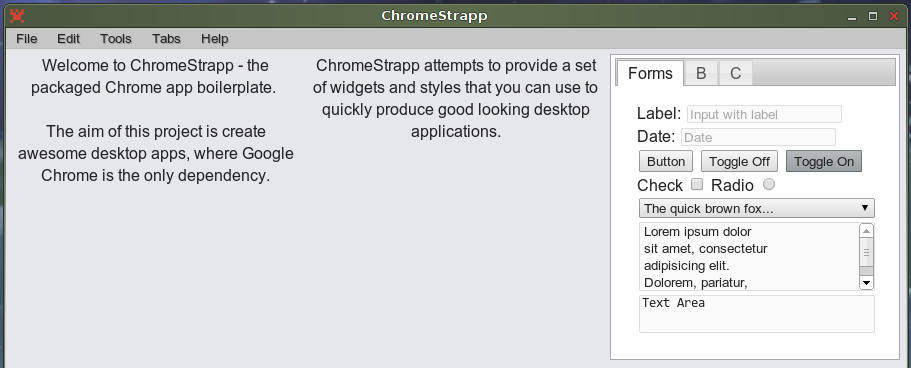 ChromeStrapp
File Edit Tools Tabs Help
Welcome to ChromeStrapp - the
packaged Chrome app boilerplate.
The aim of this project is create
awesome desktop apps, where Google
Chrome is the only dependency.
ChromeStrapp attempts to provide a set
of widgets and styles that you can use to
quickly produce good looking desktop
applications.
Forms B C
Label: Input with label
Date: Date
Button Toggle Off Toggle On
Check Radio
The quick brown fox...
Lorem ipsum dolor
sit amet, consectetur
adipisicing elit.
Dolorem, pariatur,
Text Area